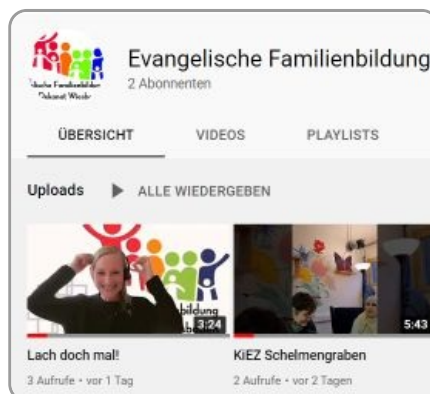 Evangelische Familienbildung
2 Abonnenten
ÜBERSICHT VIDEOS PLAYLISTS
Uploads ALLE WIEDERGEBEN
3:24
5:43
Lach doch mal! KiEZ Schelmengraben
3 Aufrufe • vor 1 Tag 2 Aufrufe • vor 2 Tagen